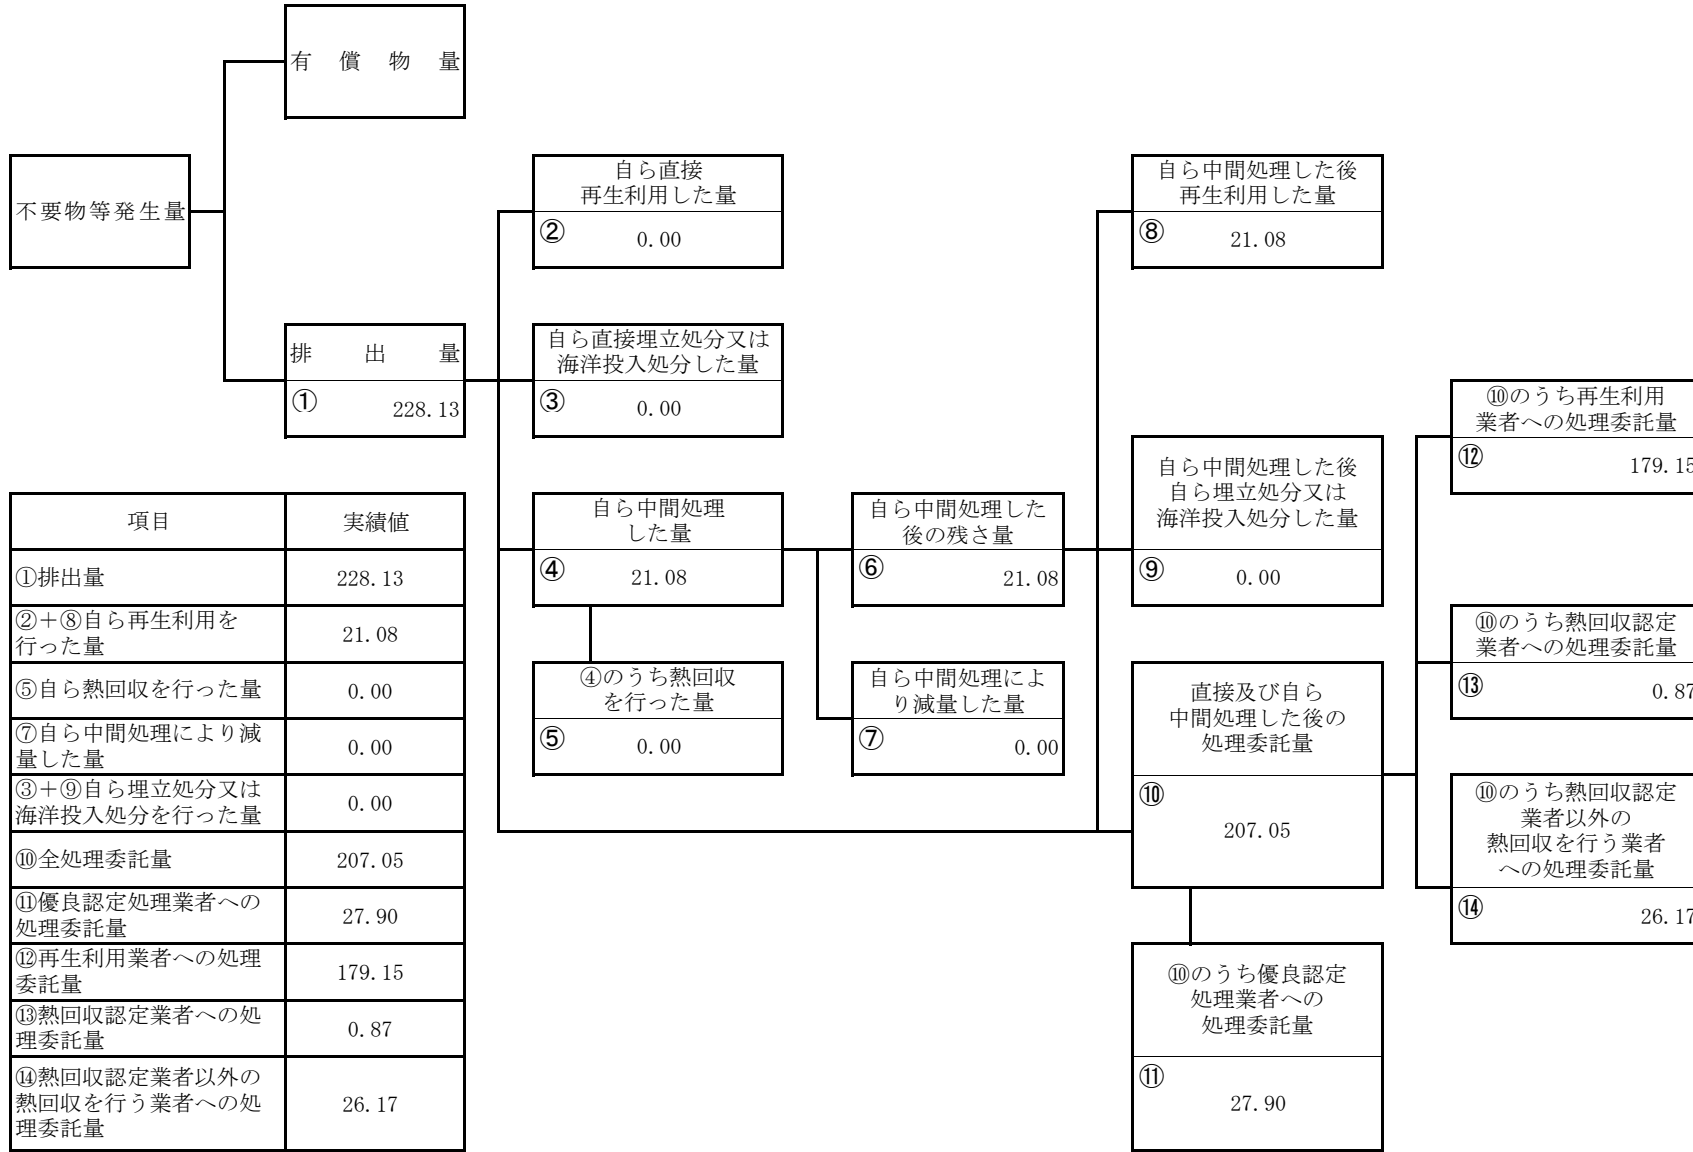 有償物量
不要物等発生量
排出量
① 228.13
自ら直接
再生利用した量
② 0.00
自ら直接埋立処分又は
海洋投入処分した量
③ 0.00
自ら中間処理
した量
④ 21.08
④のうち熱回収
を行った量
⑤ 0.00
自ら中間処理した
後の残さ量
⑥ 21.08
自ら中間処理によ
り減量した量
⑦ 0.00
自ら中間処理した後
再生利用した量
⑧ 21.08
自ら中間処理した後
自ら埋立処分又は
海洋投入処分した量
⑨ 0.00
直接及び自ら
中間処理した後の
処理委託量
⑩
207.05
⑩のうち優良認定
処理業者への
処理委託量
⑪
27.90
⑩のうち再生利用
業者への処理委託量
⑫ 179.15
⑩のうち熱回収認定
業者への処理委託量
⑬ 0.87
⑩のうち熱回収認定
業者以外の
熱回収を行う業者
への処理委託量
⑭ 26.17
項目 実績値
①排出量 228.13
②＋⑧自ら再生利用を
行った量 21.08
⑤自ら熱回収を行った量 0.00
⑦自ら中間処理により減
量した量 0.00
③＋⑨自ら埋立処分又は
海洋投入処分を行った量 0.00
⑩全処理委託量 207.05
⑪優良認定処理業者への
処理委託量 27.90
⑫再生利用業者への処理
委託量 179.15
⑬熱回収認定業者への処
理委託量 0.87
⑭熱回収認定業者以外の
熱回収を行う業者への処
理委託量 26.17